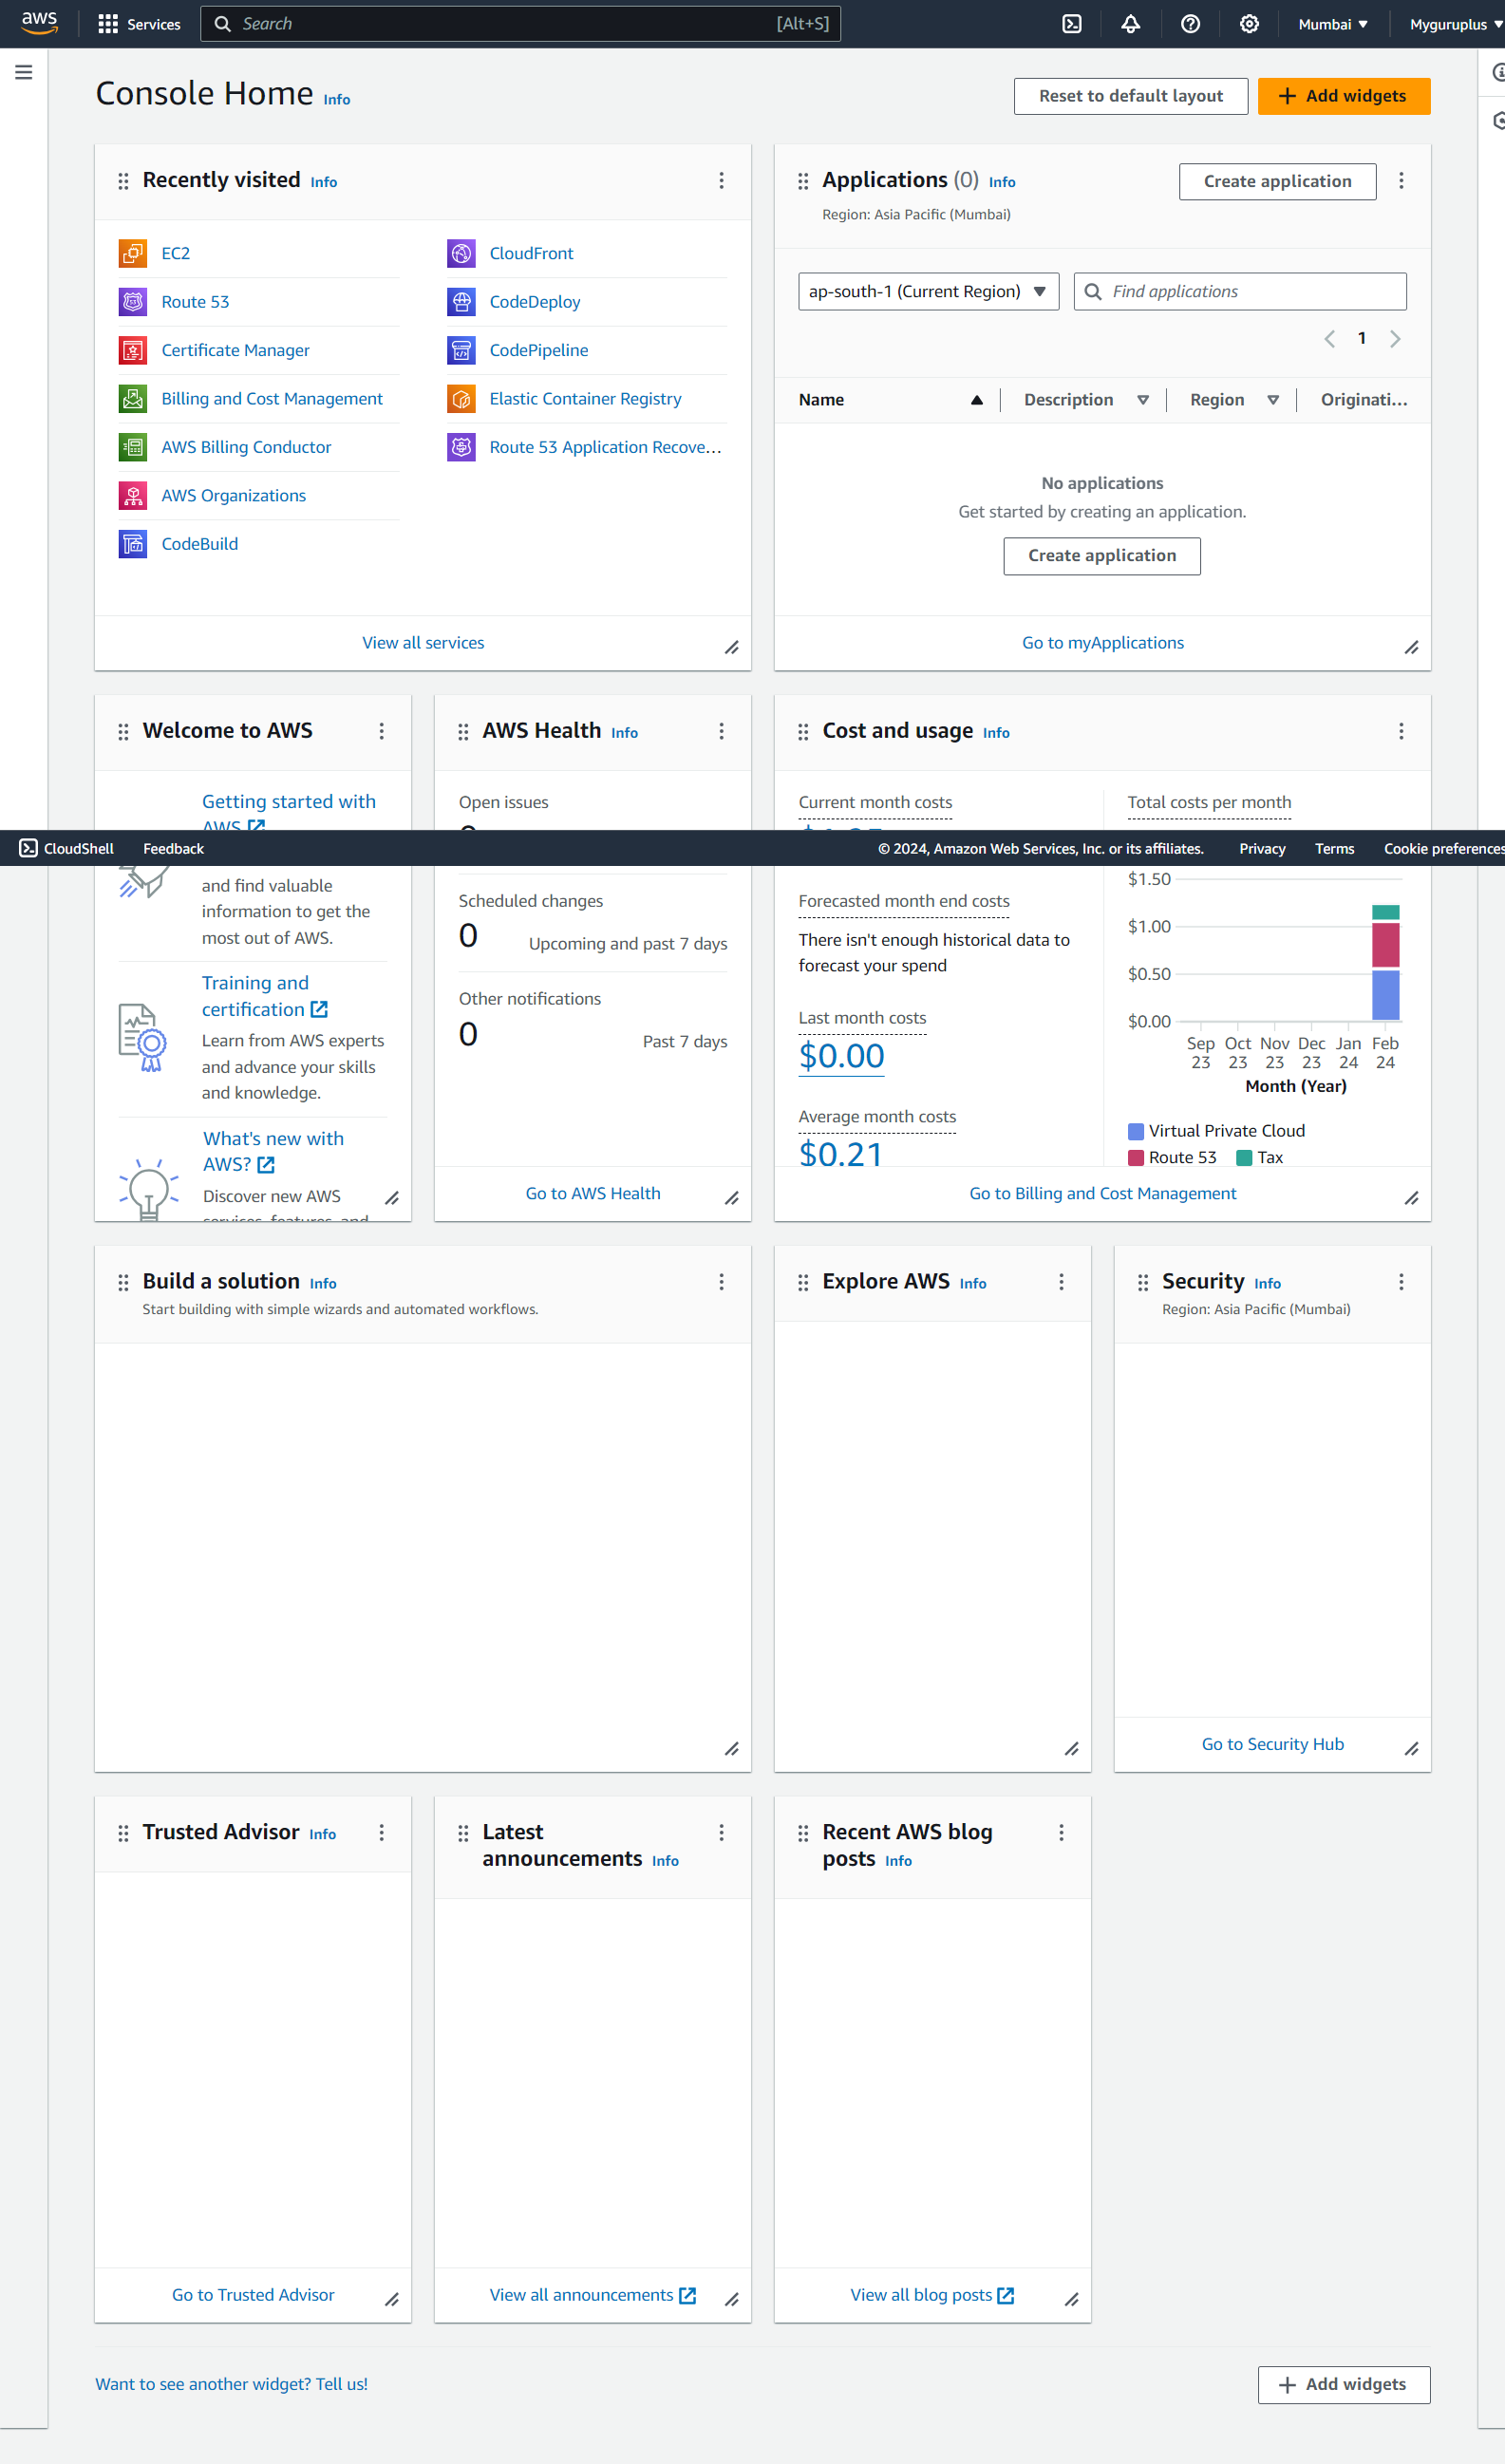 aws
Services
Search
[Alt+S]
Mumbai
Myguruplus
Console Home Info
Reset to default layout
Add widgets
Recently visited Info
EC2
Route 53
Certificate Manager
Billing and Cost Management
AWS Billing Conductor
AWS Organizations
CodeBuild
CloudFront
CodeDeploy
CodePipeline
Elastic Container Registry
Route 53 Application Recove...
View all services
Applications (0) Info
Region: Asia Pacific (Mumbai)
Create application
ap-south-1 (Current Region)
Find applications
1
Name
Description
Region
Originati...
No applications
Get started by creating an application.
Create application
Go to myApplications
Welcome to AWS
Getting started with
AWS
CloudShell
Feedback
© 2024, Amazon Web Services, Inc. or its affiliates.
Privacy
Terms
Cookie preferences
and find valuable
information to get the
most out of AWS.
Training and
certification
Learn from AWS experts
and advance your skills
and knowledge.
What's new with
AWS?
Discover new AWS
services, features, and
AWS Health Info
Open issues
Scheduled changes
0
Upcoming and past 7 days
Other notifications
0
Past 7 days
Go to AWS Health
Cost and usage Info
Current month costs
Forecasted month end costs
There isn't enough historical data to
forecast your spend
Last month costs
$0.00
Average month costs
$0.21
Total costs per month
$1.50
$1.00
$0.50
$0.00
Sep Oct Nov Dec Jan Feb
23 23 23 23 24 24
Month (Year)
Virtual Private Cloud
Route 53
Tax
Go to Billing and Cost Management
Build a solution Info
Start building with simple wizards and automated workflows.
Explore AWS Info
Security Info
Region: Asia Pacific (Mumbai)
Go to Security Hub
Trusted Advisor Info
Go to Trusted Advisor
Latest
announcements Info
View all announcements
Recent AWS blog
posts Info
View all blog posts
Want to see another widget? Tell us!
Add widgets